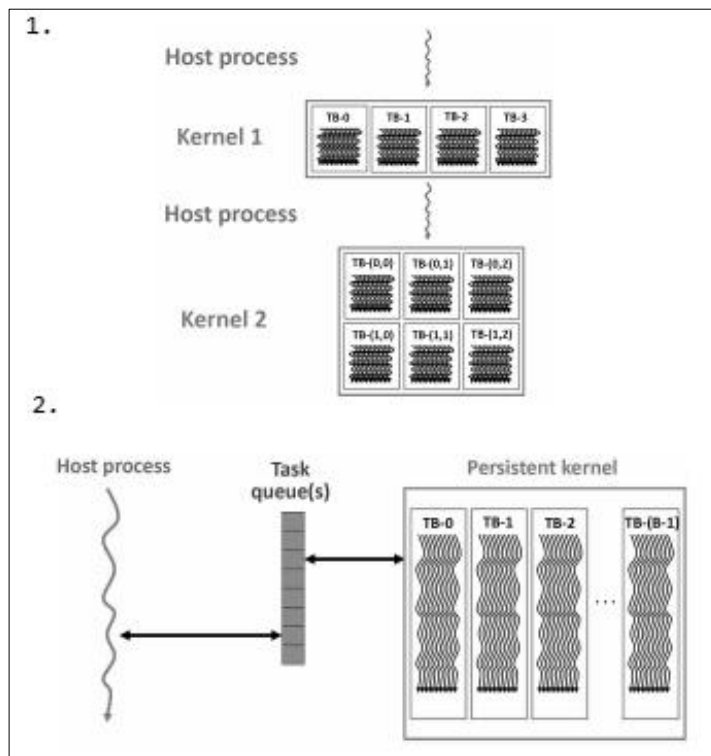 1.
Host process
TB-0 TB-1 TB-2 TB-3
Kernel 1
Host process
TB-(0,0) TB-(0,1) TB-(0,2)
Kernel 2
TB-(1,0) TB-(1,1) TB-(1,2)
2.
Host process Task queue(s) Persistent kernel
TB-0 TB-1 TB-2 ... TB-(B-1)